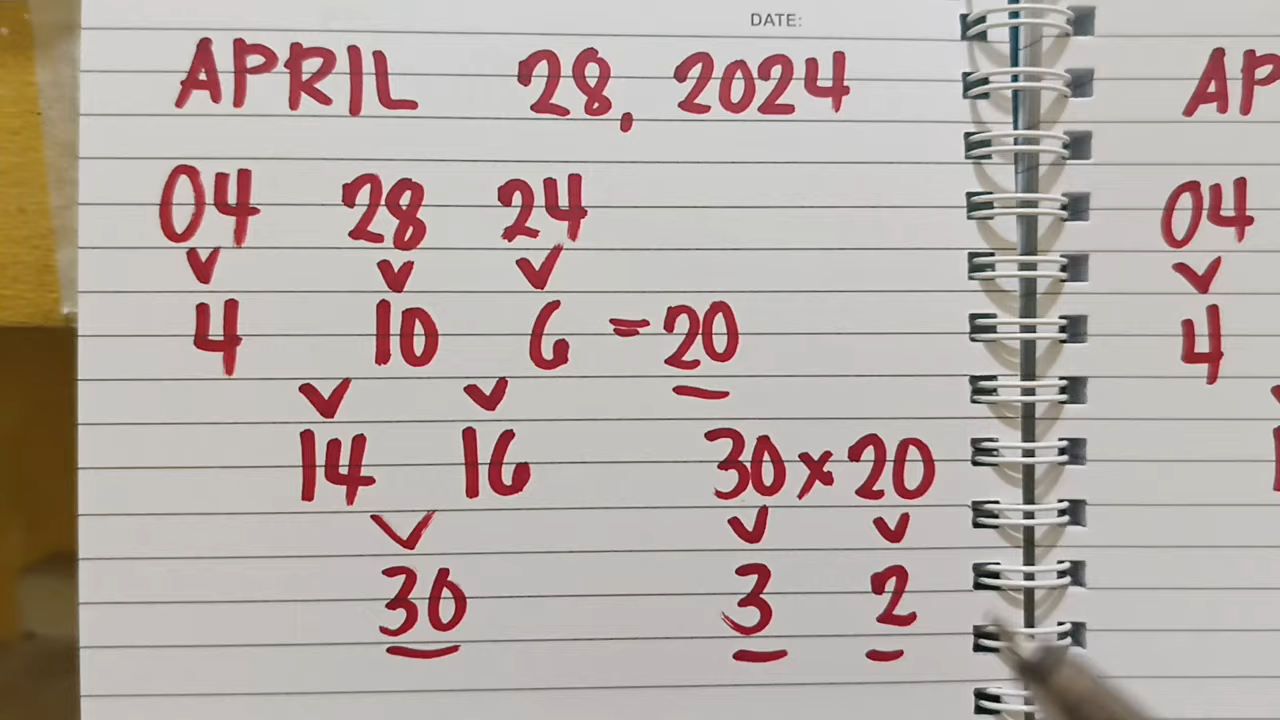 DATE:
APRIL 28, 2024
04 28 24
4 10 6 = 20
14 16 30 x 20
30 3 2
AP
04
4